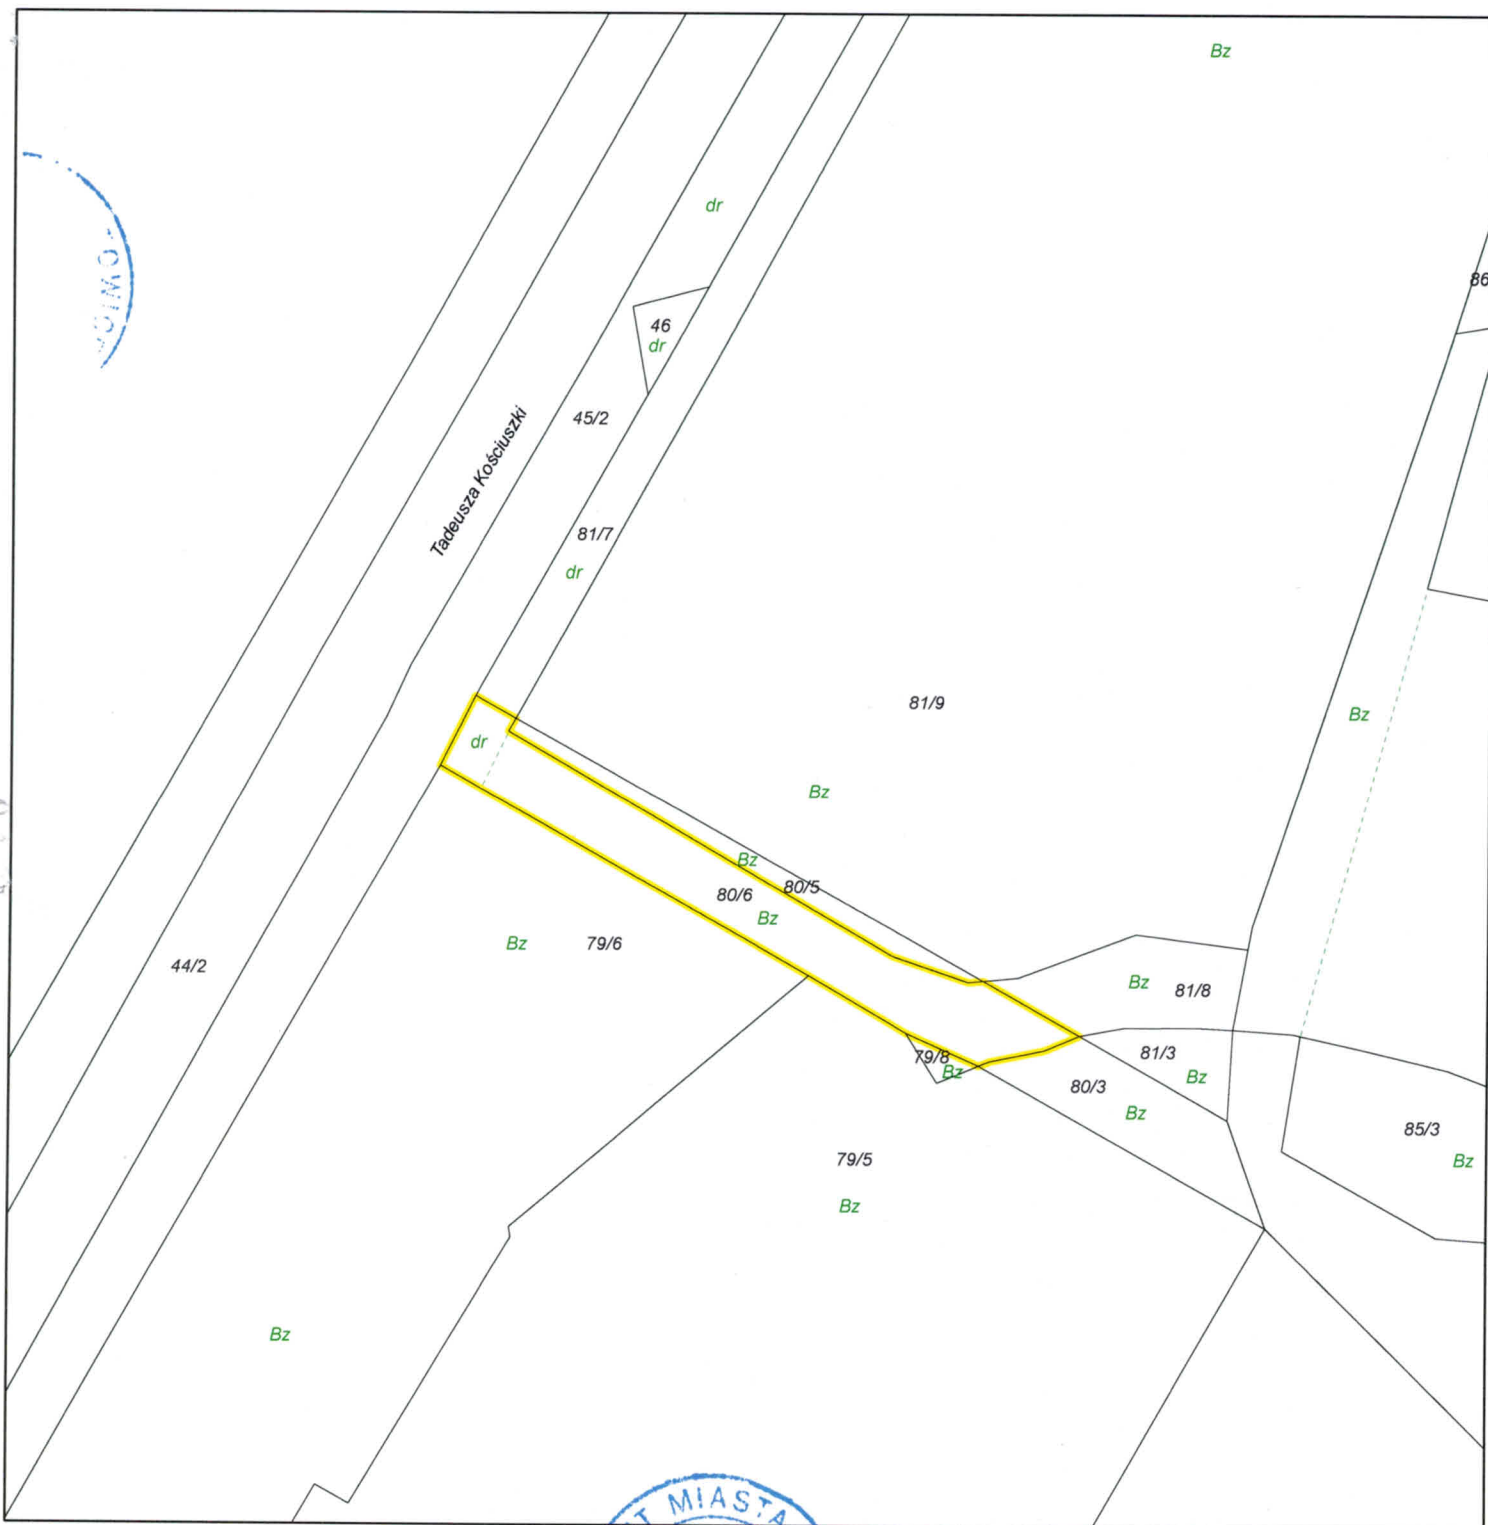 Bz
dr
86
46
dr
45/2
Tadeusza Kościuszki
81/7
dr
81/9
Bz
dr
Bz
Bz
80/5
80/6
Bz
Bz
79/6
44/2
Bz
81/8
81/3
79/8
Bz
Bz
80/3
Bz
85/3
79/5
Bz
Bz
Bz
MIASTA